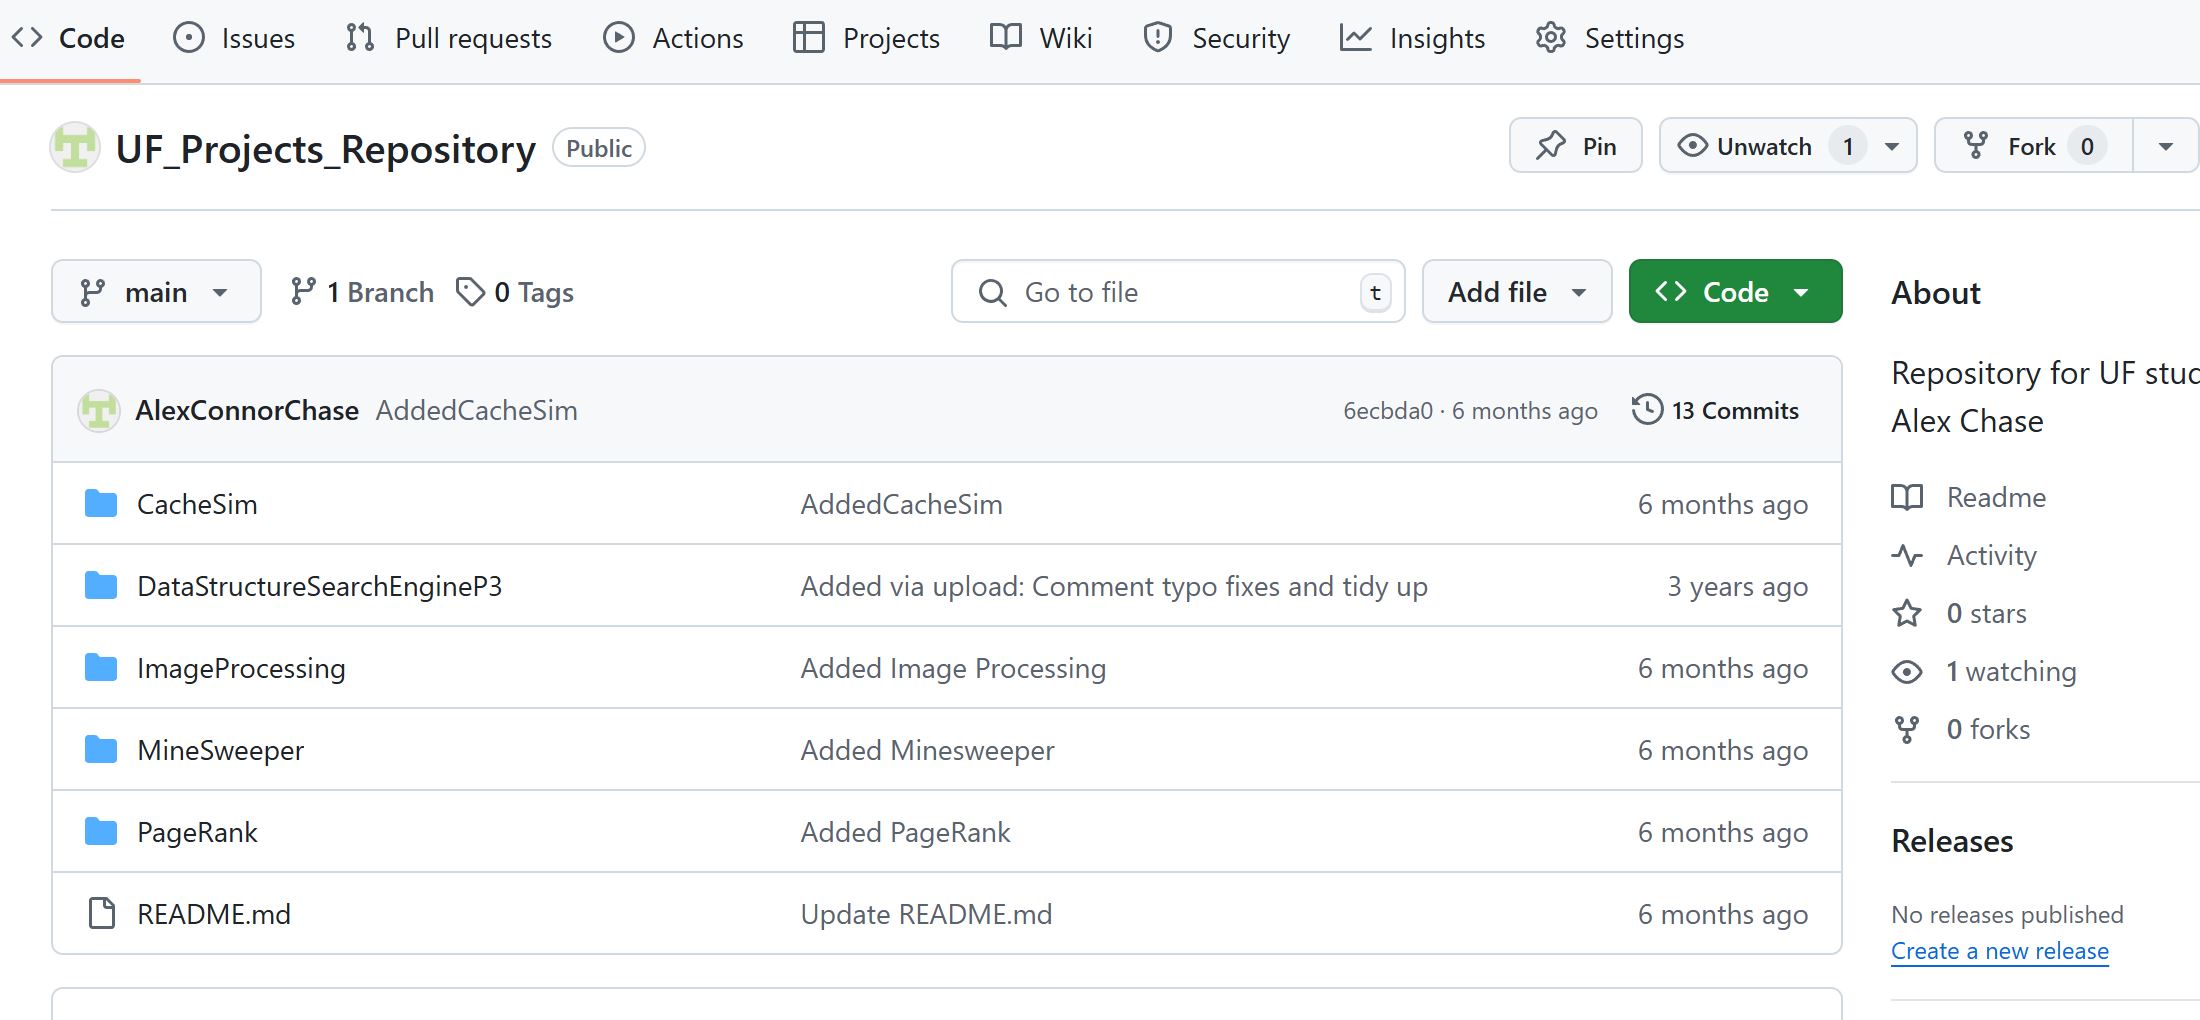 Code Issues Pull requests Actions Projects Wiki Security Insights Settings
UF_Projects_Repository Public Pin Unwatch 1 Fork 0
main 1 Branch 0 Tags Go to file t Add file Code
AlexConnorChase AddedCacheSim 6ecbda0 · 6 months ago 13 Commits
CacheSim AddedCacheSim 6 months ago
DataStructureSearchEngineP3 Added via upload: Comment typo fixes and tidy up 3 years ago
ImageProcessing Added Image Processing 6 months ago
MineSweeper Added Minesweeper 6 months ago
PageRank Added PageRank 6 months ago
README.md Update README.md 6 months ago
About
Repository for UF
Alex Chase
Readme
Activity
0 stars
1 watching
0 forks
Releases
No releases published
Create a new release